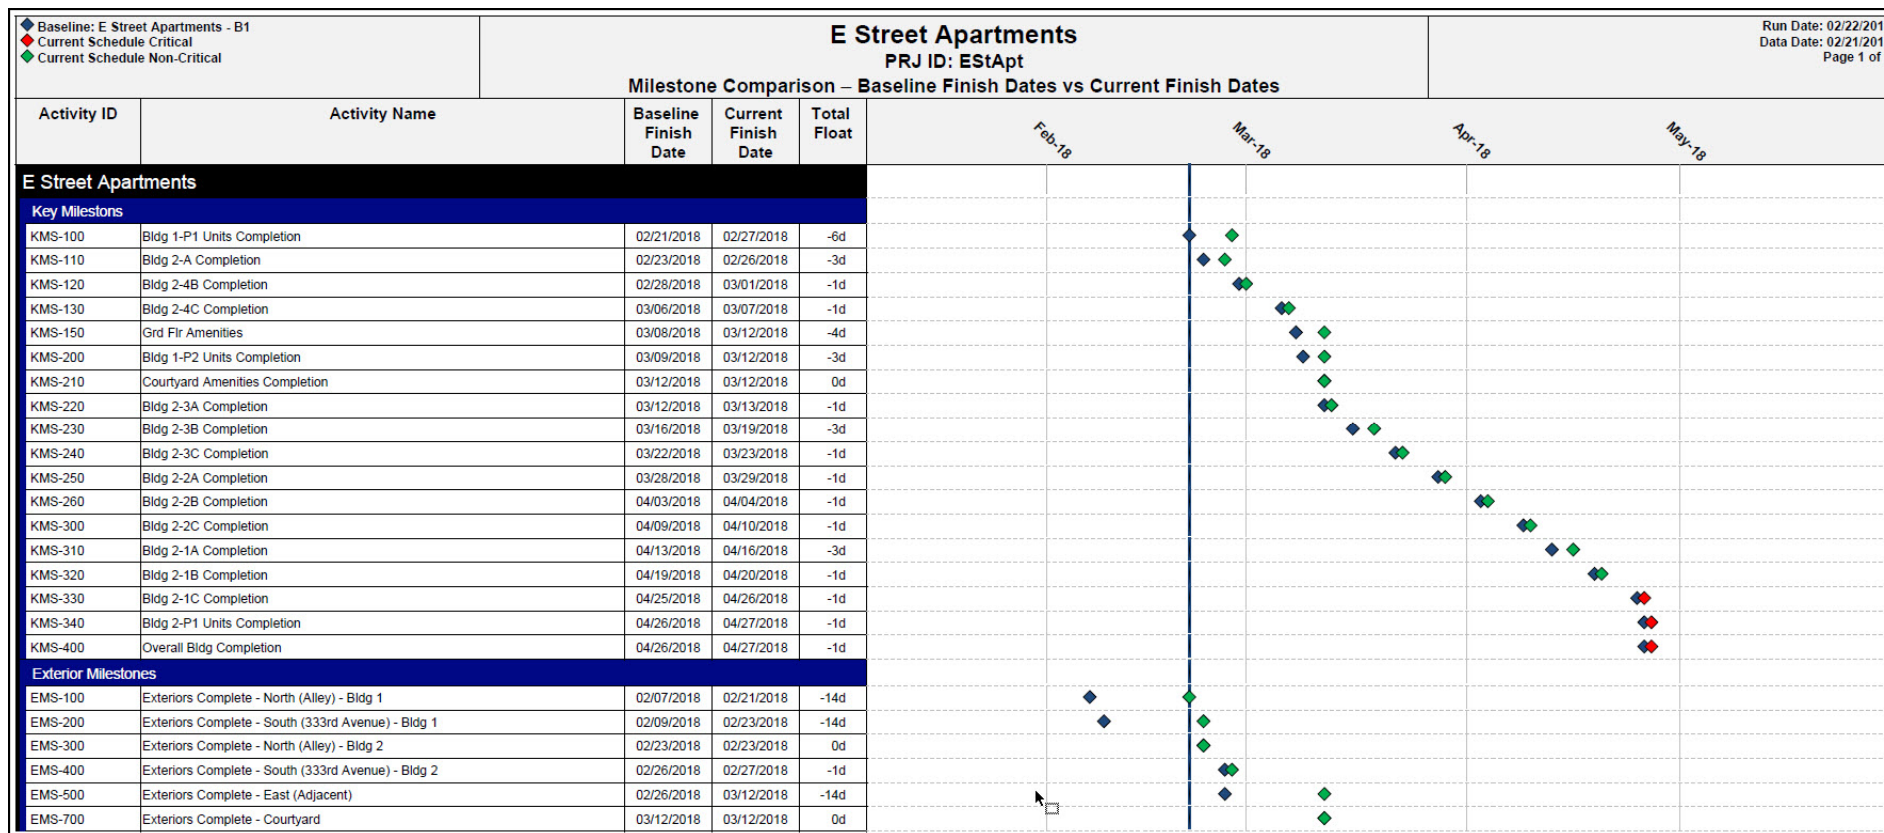 Baseline: E Street Apartments - B1
Current Schedule Critical
Current Schedule Non-Critical
E Street Apartments
PRJ ID: EStApt
Milestone Comparison – Baseline Finish Dates vs Current Finish Dates
Run Date: 02/22/201
Data Date: 02/21/201
Page 1 of
Activity ID Activity Name Baseline Finish Date Current Finish Date Total Float
Feb-18 Mar-18 Apr-18 May-18
E Street Apartments
Key Milestons
KMS-100 Bldg 1-P1 Units Completion 02/21/2018 02/27/2018 -6d
KMS-110 Bldg 2-A Completion 02/23/2018 02/26/2018 -3d
KMS-120 Bldg 2-4B Completion 02/28/2018 03/01/2018 -1d
KMS-130 Bldg 2-4C Completion 03/06/2018 03/07/2018 -1d
KMS-150 Grd Flr Amenities 03/08/2018 03/12/2018 -4d
KMS-200 Bldg 1-P2 Units Completion 03/09/2018 03/12/2018 -3d
KMS-210 Courtyard Amenities Completion 03/12/2018 03/12/2018 0d
KMS-220 Bldg 2-3A Completion 03/12/2018 03/13/2018 -1d
KMS-230 Bldg 2-3B Completion 03/16/2018 03/19/2018 -3d
KMS-240 Bldg 2-3C Completion 03/22/2018 03/23/2018 -1d
KMS-250 Bldg 2-2A Completion 03/28/2018 03/29/2018 -1d
KMS-260 Bldg 2-2B Completion 04/03/2018 04/04/2018 -1d
KMS-300 Bldg 2-2C Completion 04/09/2018 04/10/2018 -1d
KMS-310 Bldg 2-1A Completion 04/13/2018 04/16/2018 -3d
KMS-320 Bldg 2-1B Completion 04/19/2018 04/20/2018 -1d
KMS-330 Bldg 2-1C Completion 04/25/2018 04/26/2018 -1d
KMS-340 Bldg 2-P1 Units Completion 04/26/2018 04/27/2018 -1d
KMS-400 Overall Bldg Completion 04/26/2018 04/27/2018 -1d
Exterior Milestones
EMS-100 Exteriors Complete - North (Alley) - Bldg 1 02/07/2018 02/21/2018 -14d
EMS-200 Exteriors Complete - South (333rd Avenue) - Bldg 1 02/09/2018 02/23/2018 -14d
EMS-300 Exteriors Complete - North (Alley) - Bldg 2 02/23/2018 02/23/2018 0d
EMS-400 Exteriors Complete - South (333rd Avenue) - Bldg 2 02/26/2018 02/27/2018 -1d
EMS-500 Exteriors Complete - East (Adjacent) 02/26/2018 03/12/2018 -14d
EMS-700 Exteriors Complete - Courtyard 03/12/2018 03/12/2018 0d